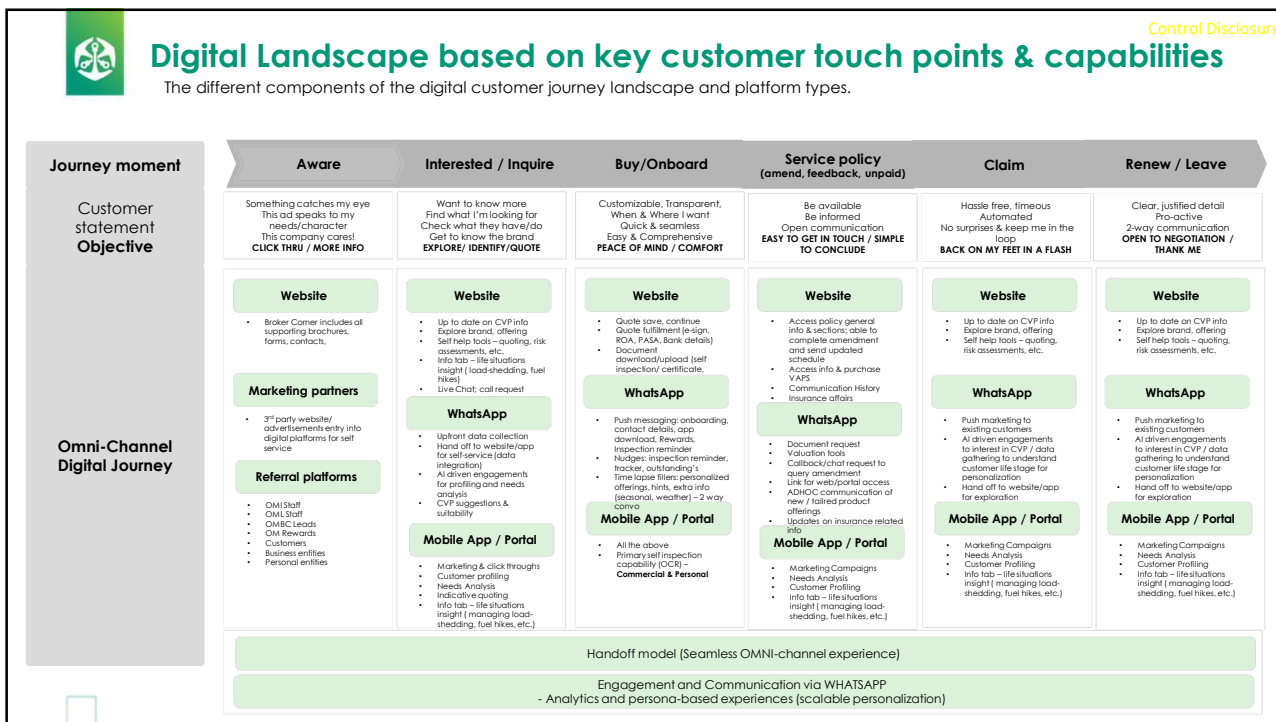 Control Disclosure
Digital Landscape based on key customer touch points & capabilities
The different components of the digital customer journey landscape and platform types.
Journey moment
Aware
Interested / Inquire
Buy/Onboard
Service policy
(amend, feedback, unpaid)
Claim
Renew / Leave
Customer
statement
Objective
Something catches my eye
This ad speaks to my
needs/character
This company cares!
CLICK THRU / MORE INFO
Want to know more
Find what I'm looking for
Check what they have/do
Get to know the brand
EXPLORE/ IDENTIFY/QUOTE
Customizable, Transparent,
When & Where I want
Quick & seamless
Easy & Comprehensive
PEACE OF MIND / COMFORT
Be available
Be informed
Open communication
EASY TO GET IN TOUCH / SIMPLE
TO CONCLUDE
Hassle free, timeous
Automated
No surprises & keep me in the
loop
BACK ON MY FEET IN A FLASH
Clear, justified detail
Pro-active
2-way communication
OPEN TO NEGOTIATION /
THANK ME
Omni-Channel
Digital Journey
Website
• Broker Corner includes all
supporting brochures,
forms, contacts,
Marketing partners
• 3rd party website/
advertisements entry into
digital platforms for self
service
Referral platforms
• OMI Staff
• OML Staff
• OMBC Leads
• OM Rewards
• Customers
• Business entities
• Personal entities
Website
• Up to date on CVP info
• Explore brand, offering
• Self help tools – quoting, risk
assessments, etc.
• Info tab – life situations
insight ( load-shedding, fuel
hikes)
• Live Chat; call request
WhatsApp
• Upfront data collection
• Hand off to website/app
for self-service (data
integration)
• AI driven engagements
for profiling and needs
analysis
• CVP suggestions &
suitability
Mobile App / Portal
• Marketing & click throughs
• Customer profiling
• Needs Analysis
• Indicative quoting
• Info tab – life situations
insight ( managing load-
shedding, fuel hikes, etc.)
Website
• Quote save, continue
• Quote fulfillment (e-sign,
ROA, PASA, Bank details)
• Document
download/upload (self
inspection/ certificate,
WhatsApp
• Push messaging: onboarding,
contact details, app
download, Rewards,
Inspection reminder
• Nudges: inspection reminder,
tracker, outstanding's
• Time lapse fillers: personalized
offerings, hints, extra info
(seasonal, weather) – 2 way
convo
Mobile App / Portal
• All the above
• Primary self inspection
capability (OCR) –
Commercial & Personal
Website
• Access policy general
info & sections; able to
complete amendment
and send updated
schedule
• Access info & purchase
VAPS
• Communication History
• Insurance affairs
WhatsApp
• Document request
• Valuation tools
• Callback/chat request to
query amendment
• Link for web/portal access
• ADHOC communication of
new / tailred product
offerings
• Updates on insurance related
info
Mobile App / Portal
• Marketing Campaigns
• Needs Analysis
• Customer Profiling
• Info tab – life situations
insight ( managing load-
shedding, fuel hikes, etc.)
Website
• Up to date on CVP info
• Explore brand, offering
• Self help tools – quoting,
risk assessments, etc.
WhatsApp
• Push marketing to
existing customers
• AI driven engagements
to interest in CVP / data
gathering to understand
customer life stage for
personalization
• Hand off to website/app
for exploration
Mobile App / Portal
• Marketing Campaigns
• Needs Analysis
• Customer Profiling
• Info tab – life situations
insight ( managing load-
shedding, fuel hikes, etc.)
Website
• Up to date on CVP info
• Explore brand, offering
• Self help tools – quoting,
risk assessments, etc.
WhatsApp
• Push marketing to
existing customers
• AI driven engagements
to interest in CVP / data
gathering to understand
customer life stage for
personalization
• Hand off to website/app
for exploration
Mobile App / Portal
• Marketing Campaigns
• Needs Analysis
• Customer Profiling
• Info tab – life situations
insight ( managing load-
shedding, fuel hikes, etc.)
Handoff model (Seamless OMNI-channel experience)
Engagement and Communication via WHATSAPP
- Analytics and persona-based experiences (scalable personalization)